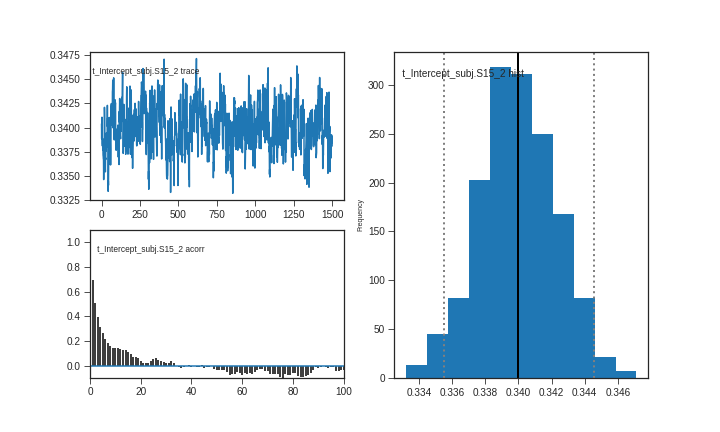 t_Intercept_subj.S15_2 trace
0.3475
0.3450
0.3425
0.3400
0.3375
0.3350
0.3325
0 250 500 750 1000 1250 1500
t_Intercept_subj.S15_2 acorr
1.0
0.8
0.6
0.4
0.2
0.0
0 20 40 60 80 100
t_Intercept_subj.S15_2 hist
Frequency
300
250
200
150
100
50
0
0.334 0.336 0.338 0.340 0.342 0.344 0.346